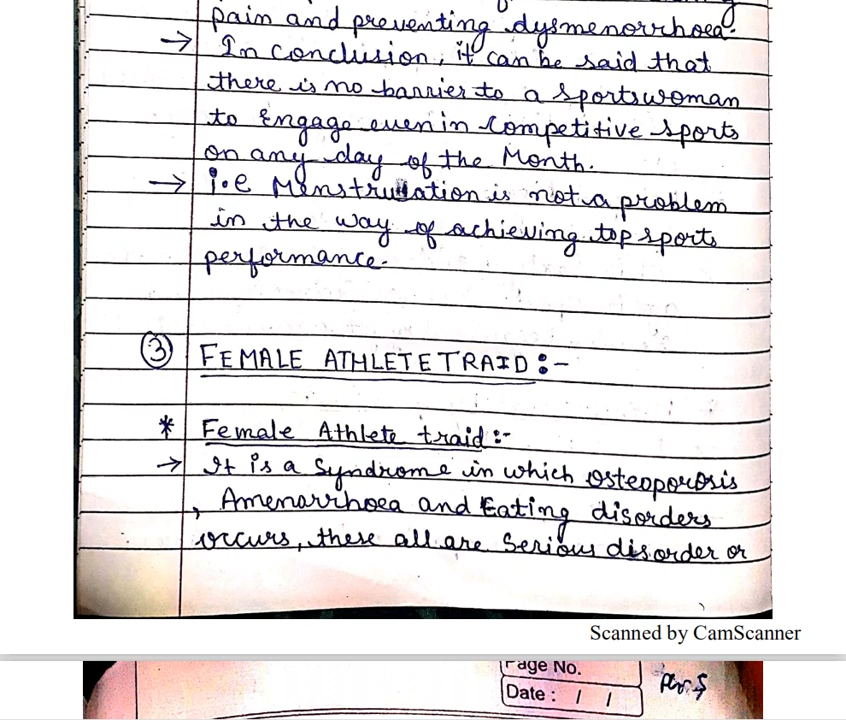 pain and preventing dysmenorrhoea.
→ In conclusion, it can be said that
there is no barrier to a sportswoman
to Engage even in competitive sports
on any day of the Month.
→ i.e Menstruation is not a problem
in the way of achieving top sports
performance.
③ FEMALE ATHLETE TRAID :-
* Female Athlete traid :-
→ It is a Syndrome in which osteoporosis
, Amenorrhoea and Eating disorders
occurs, these all are Serious disorder or
Scanned by CamScanner
Page No.
Date : / /